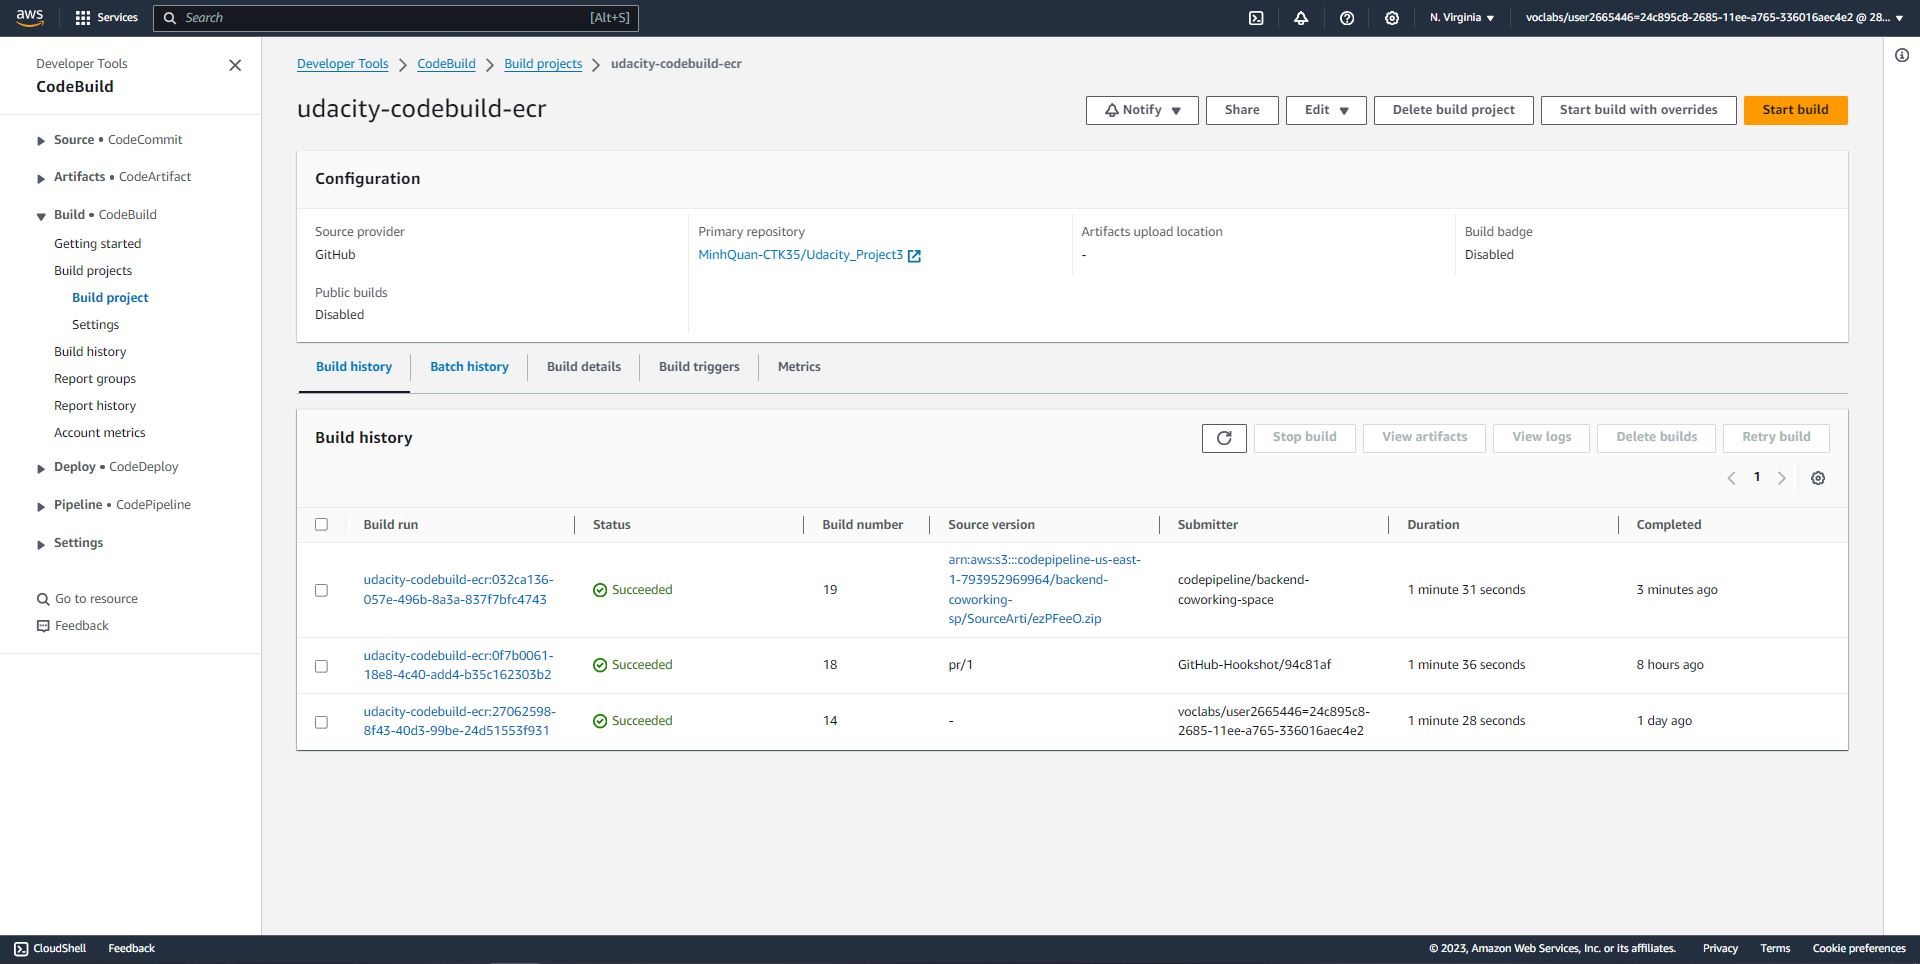 aws
Services
Search
[Alt+S]
N. Virginia
voclabs/user2665446=24c895c8-2685-11ee-a765-336016aec4e2 @ 28...
Developer Tools
CodeBuild
Source • CodeCommit
Artifacts • CodeArtifact
Build • CodeBuild
Getting started
Build projects
Build project
Settings
Build history
Report groups
Report history
Account metrics
Deploy • CodeDeploy
Pipeline • CodePipeline
Settings
Go to resource
Feedback
Developer Tools
CodeBuild
Build projects
udacity-codebuild-ecr
udacity-codebuild-ecr
Notify
Share
Edit
Delete build project
Start build with overrides
Start build
Configuration
Source provider
GitHub
Primary repository
MinhQuan-CTK35/Udacity_Project3
Artifacts upload location
-
Build badge
Disabled
Public builds
Disabled
Build history
Batch history
Build details
Build triggers
Metrics
Build history
Stop build
View artifacts
View logs
Delete builds
Retry build
1
Build run
Status
Build number
Source version
Submitter
Duration
Completed
udacity-codebuild-ecr:032ca136-
057e-496b-8a3a-837f7bfc4743
Succeeded
19
arn:aws:s3:::codepipeline-us-east-
1-793952969964/backend-
coworking-
sp/SourceArti/ezPFeeO.zip
codepipeline/backend-
coworking-space
1 minute 31 seconds
3 minutes ago
udacity-codebuild-ecr:0f7b0061-
18e8-4c40-add4-b35c162303b2
Succeeded
18
pr/1
GitHub-Hookshot/94c81af
1 minute 36 seconds
8 hours ago
udacity-codebuild-ecr:27062598-
8f43-40d3-99be-24d51553f931
Succeeded
14
-
voclabs/user2665446=24c895c8-
2685-11ee-a765-336016aec4e2
1 minute 28 seconds
1 day ago
CloudShell
Feedback
© 2023, Amazon Web Services, Inc. or its affiliates.
Privacy
Terms
Cookie preferences